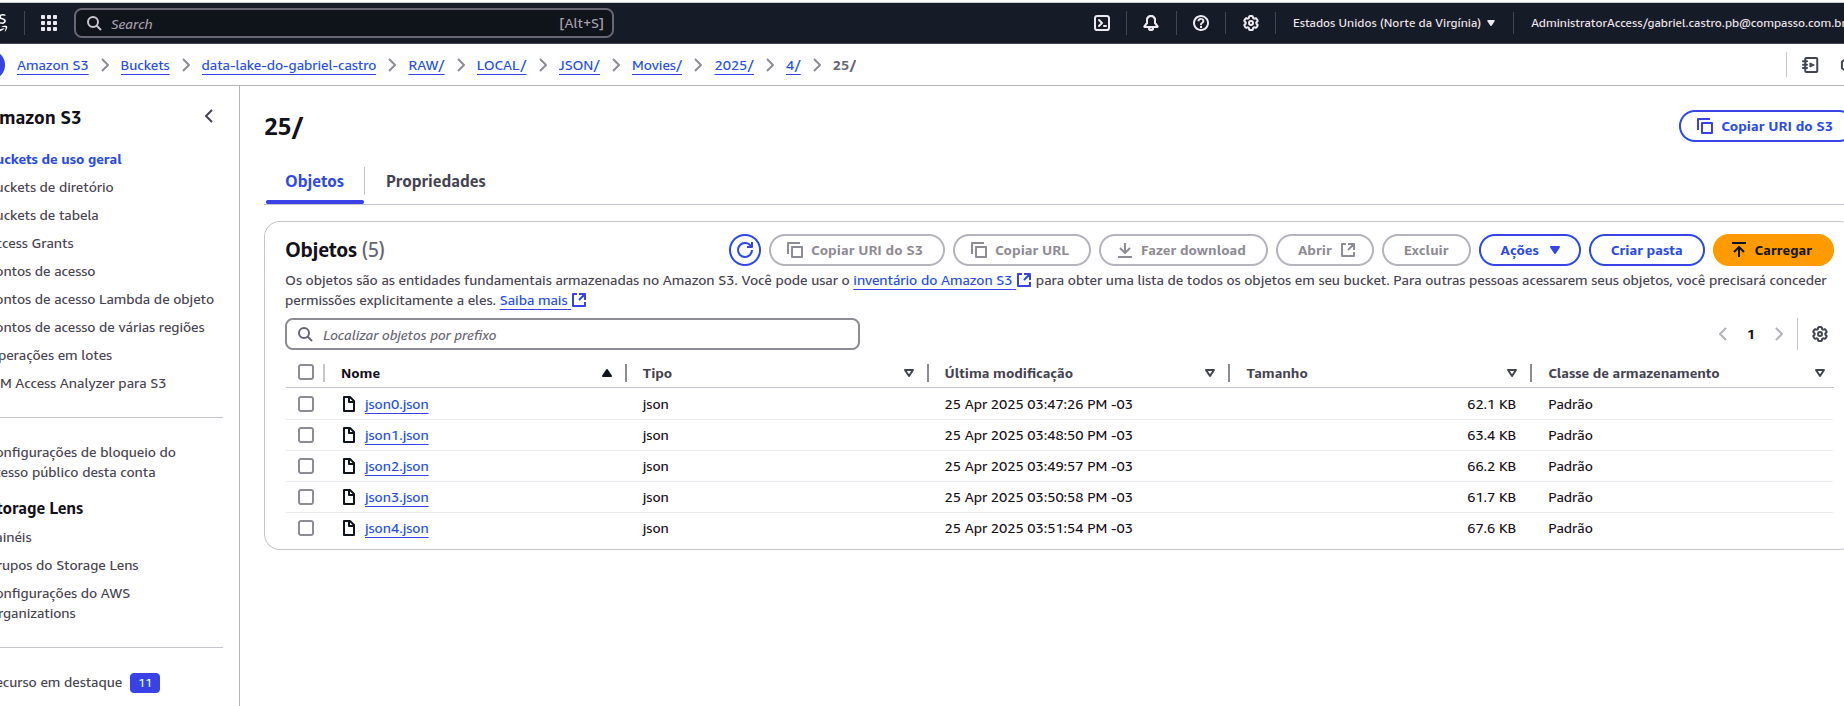 Search [Alt+S] Estados Unidos (Norte da Virgínia) AdministratorAccess/gabriel.castro.pb@compasso.com.b
Amazon S3 Buckets data-lake-do-gabriel-castro RAW/ LOCAL/ JSON/ Movies/ 2025/ 4/ 25/
mazon S3
uckets de uso geral
uckets de diretório
uckets de tabela
ccess Grants
ontos de acesso
ontos de acesso Lambda de objeto
ontos de acesso de várias regiões
perações em lotes
M Access Analyzer para S3
onfigurações de bloqueio do
cesso público desta conta
torage Lens
ainéis
rupos do Storage Lens
onfigurações do AWS
rganizations
ecurso em destaque 11
25/
Copiar URI do S3
Objetos Propriedades
Objetos (5) Copiar URI do S3 Copiar URL Fazer download Abrir Excluir Ações Criar pasta Carregar
Os objetos são as entidades fundamentais armazenadas no Amazon S3. Você pode usar o inventário do Amazon S3 para obter uma lista de todos os objetos em seu bucket. Para outras pessoas acessarem seus objetos, você precisará conceder
permissões explicitamente a eles. Saiba mais
Localizar objetos por prefixo 1
Nome Tipo Última modificação Tamanho Classe de armazenamento
json0.json json 25 Apr 2025 03:47:26 PM -03 62.1 KB Padrão
json1.json json 25 Apr 2025 03:48:50 PM -03 63.4 KB Padrão
json2.json json 25 Apr 2025 03:49:57 PM -03 66.2 KB Padrão
json3.json json 25 Apr 2025 03:50:58 PM -03 61.7 KB Padrão
json4.json json 25 Apr 2025 03:51:54 PM -03 67.6 KB Padrão